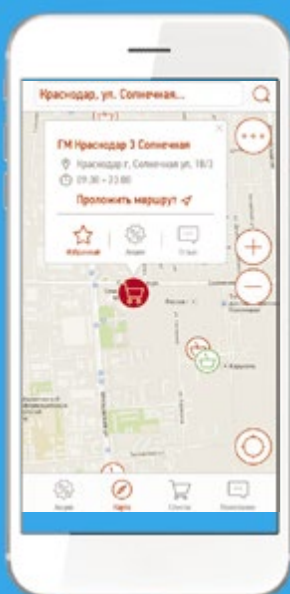 Краснодар, ул. Солнечная...
ГМ Краснодар 3 Солнечная
Краснодар г, Солнечная ул, 18/3
09:30 - 23:00
Проложить маршрут
Избранный
Акции
Отзыв
Акции
Карта
Списки